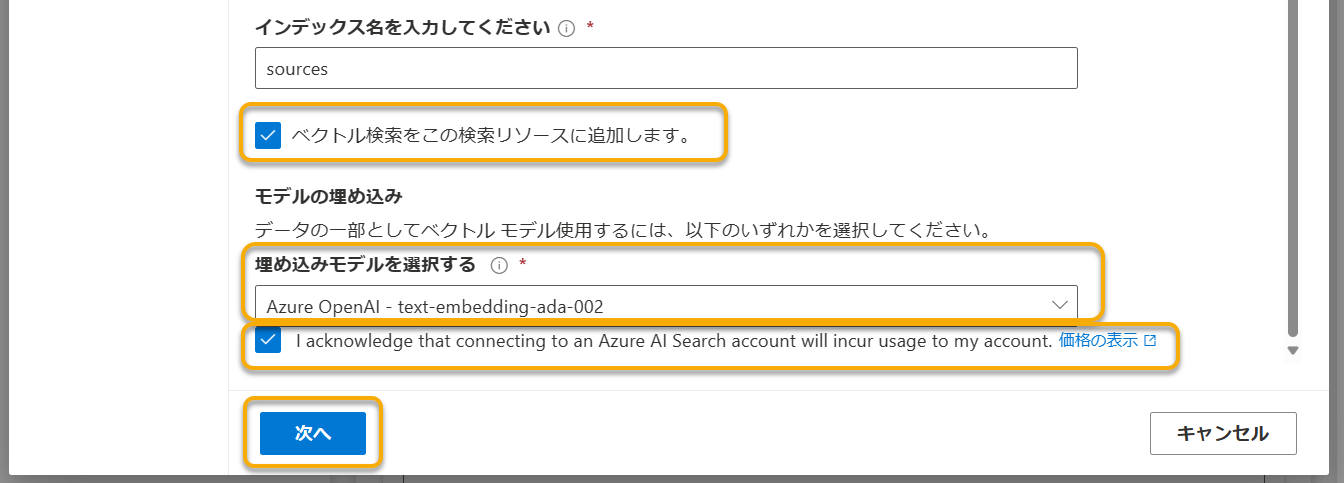 インデックス名を入力してください *
sources
ベクトル検索をこの検索リソースに追加します。
モデルの埋め込み
データの一部としてベクトル モデル使用するには、以下のいずれかを選択してください。
埋め込みモデルを選択する *
Azure OpenAI - text-embedding-ada-002
I acknowledge that connecting to an Azure AI Search account will incur usage to my account. 価格の表示
次へ
キャンセル